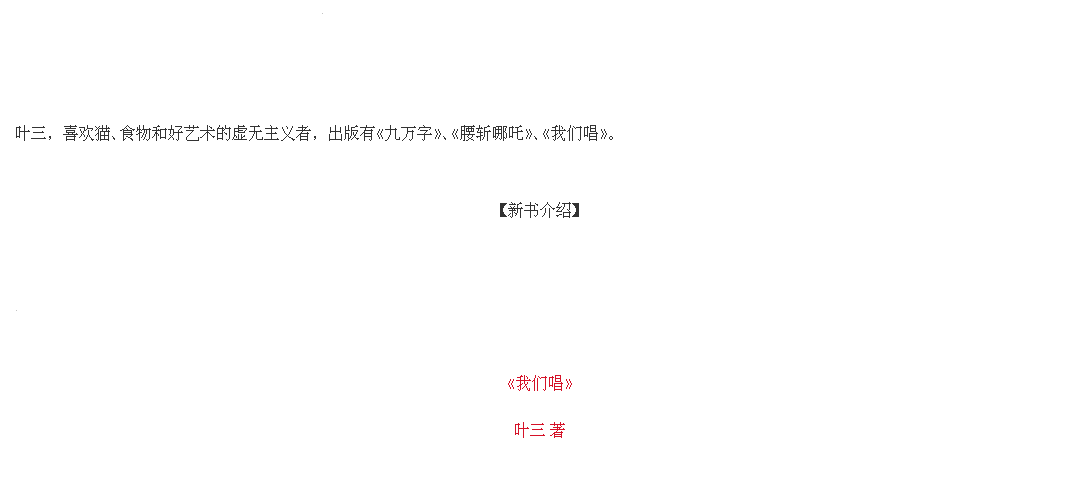 叶三，喜欢猫、食物和好艺术的虚无主义者，出版有《九万字》、《腰斩哪吒》、《我们唱》。
【新书介绍】
《我们唱》
叶三 著